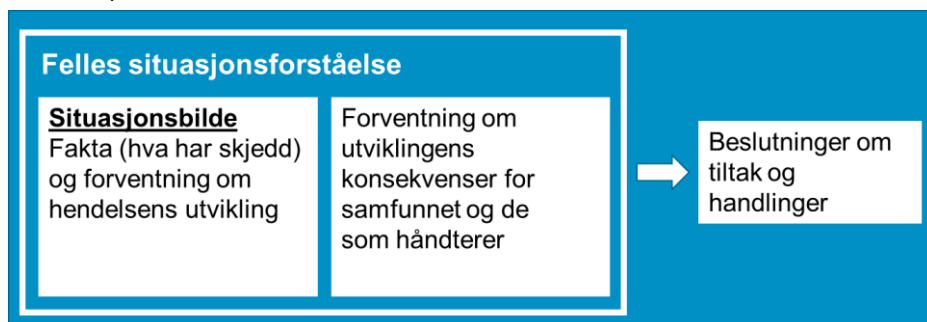 Felles situasjonsforståelse
Situasjonsbilde
Fakta (hva har skjedd)
og forventning om
hendelsens utvikling
Forventning om
utviklingens
konsekvenser for
samfunnet og de
som håndterer
Beslutninger om
tiltak og
handlinger